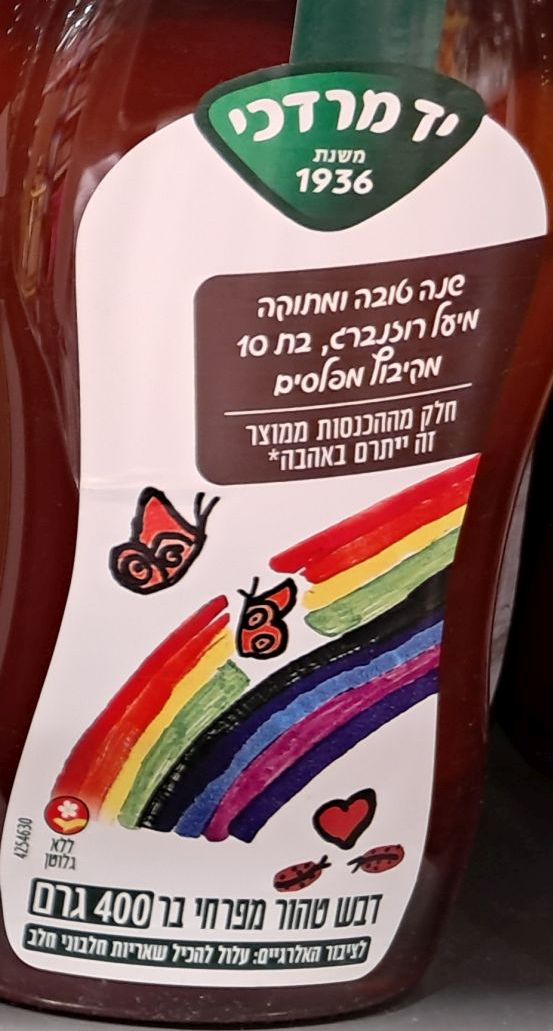 יד מרדכי
משנת
1936
שנה טובה ומתוקה
מיעל רוזנברג, בת 10
מקיבוץ מפלסים
חלק מההכנסות ממוצר
זה ייתרם באהבה*
4254630
ללא
גלוטן
דבש טהור מפרחי בר 400 גרם
לציבור האלרגיים: עלול להכיל שאריות חלבוני חלב